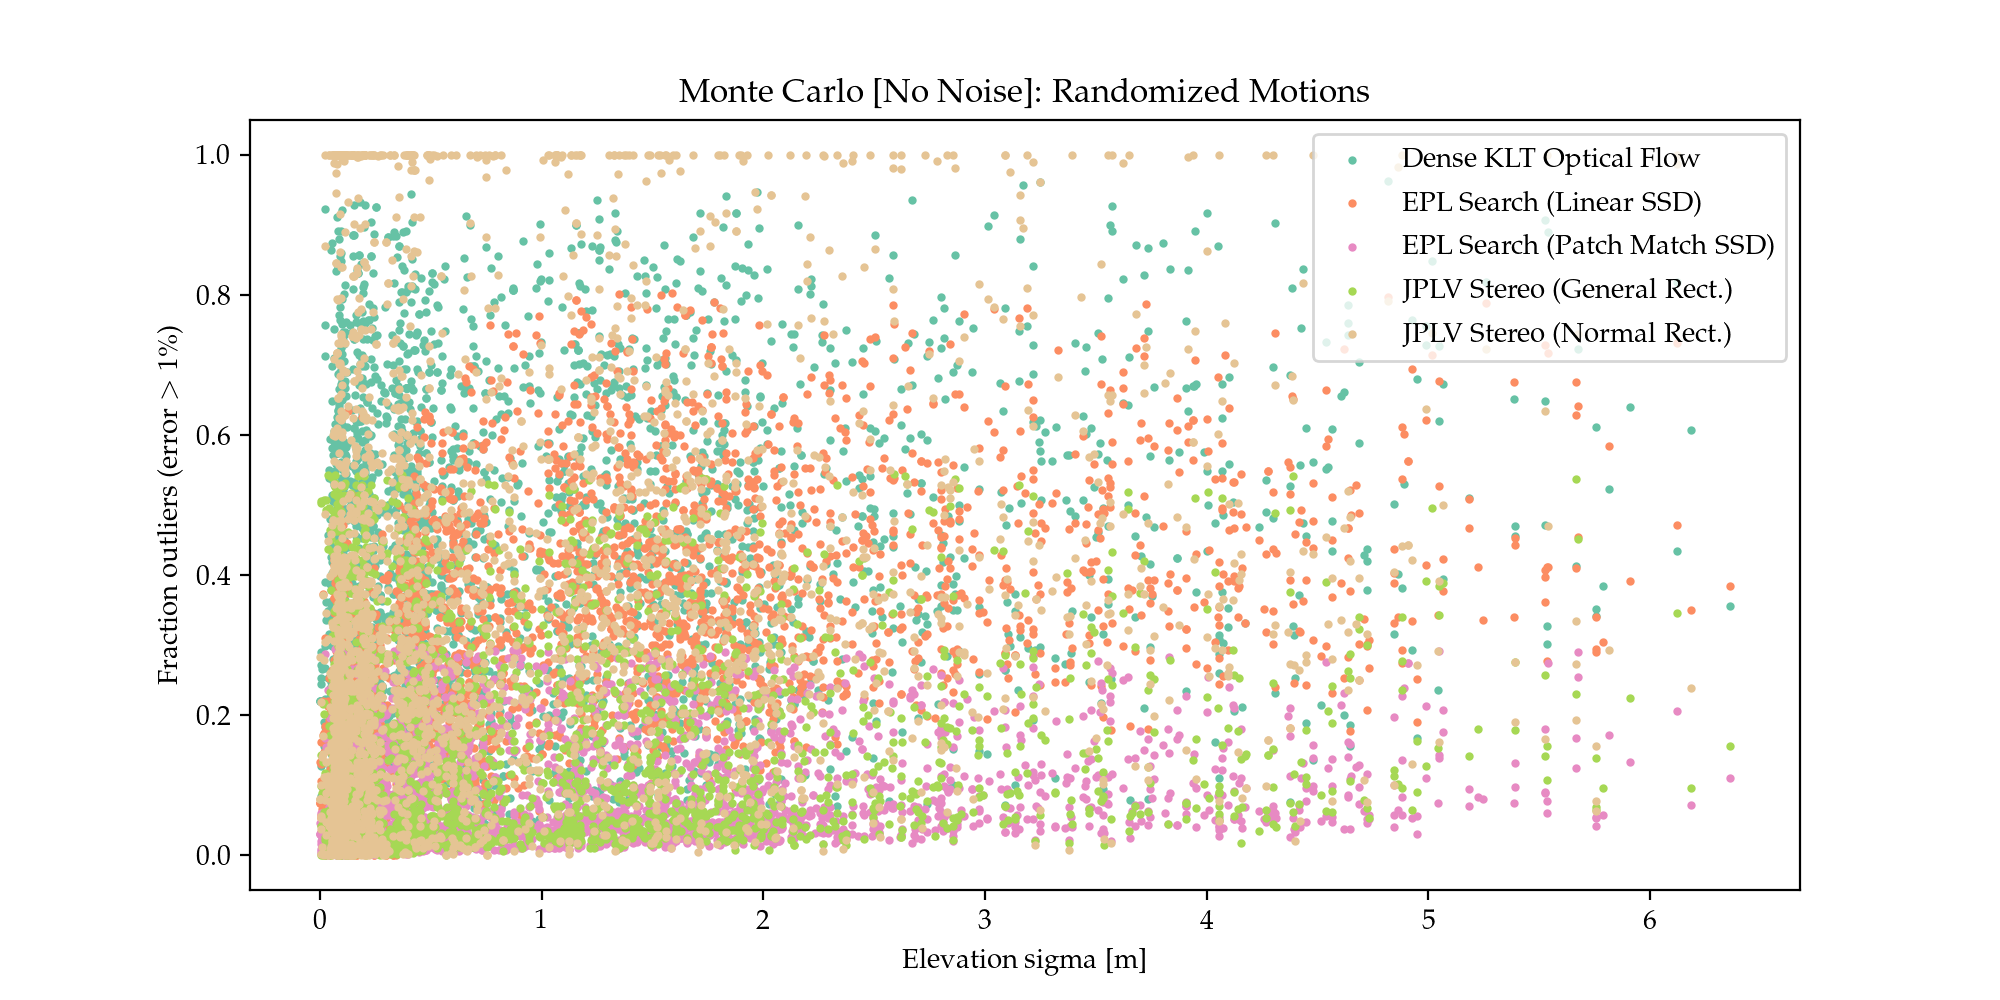 Monte Carlo [No Noise]: Randomized Motions
Dense KLT Optical Flow
EPL Search (Linear SSD)
EPL Search (Patch Match SSD)
JPLV Stereo (General Rect.)
JPLV Stereo (Normal Rect.)
Fraction outliers (error > 1%)
1.0
0.8
0.6
0.4
0.2
0.0
0 1 2 3 4 5 6
Elevation sigma [m]